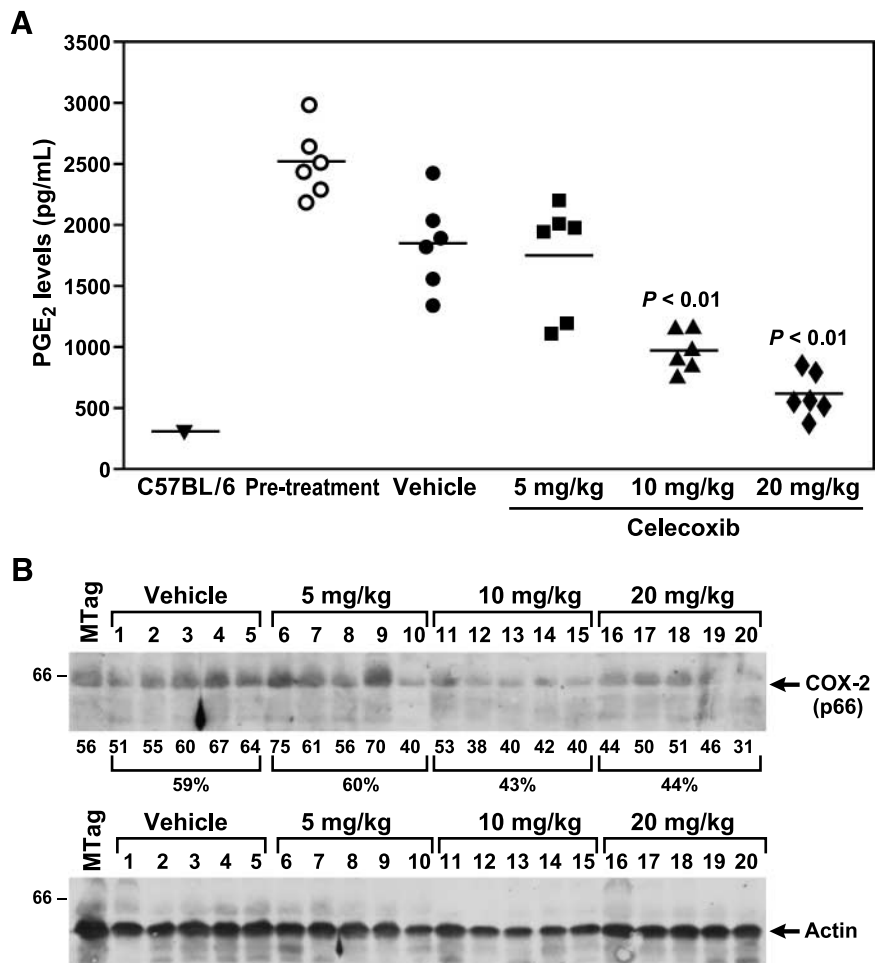 A
3500
3000
2500
2000
1500
1000
500
0
PGE2 levels (pg/mL)
P < 0.01
P < 0.01
C57BL/6 Pre-treatment Vehicle 5 mg/kg 10 mg/kg 20 mg/kg
Celecoxib
B
MTag Vehicle 5 mg/kg 10 mg/kg 20 mg/kg
1 2 3 4 5 6 7 8 9 10 11 12 13 14 15 16 17 18 19 20
66
COX-2
(p66)
56 51 55 60 67 64 75 61 56 70 40 53 38 40 42 40 44 50 51 46 31
59% 60% 43% 44%
MTag Vehicle 5 mg/kg 10 mg/kg 20 mg/kg
1 2 3 4 5 6 7 8 9 10 11 12 13 14 15 16 17 18 19 20
66
Actin